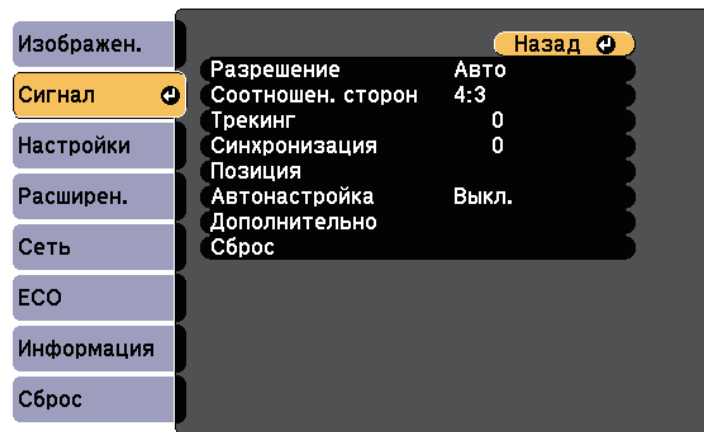 Изображен.
Сигнал
Настройки
Расширен.
Сеть
ECO
Информация
Сброс
Назад
Разрешение Авто
Соотношен. сторон 4:3
Трекинг 0
Синхронизация 0
Позиция
Автонастройка Выкл.
Дополнительно
Сброс